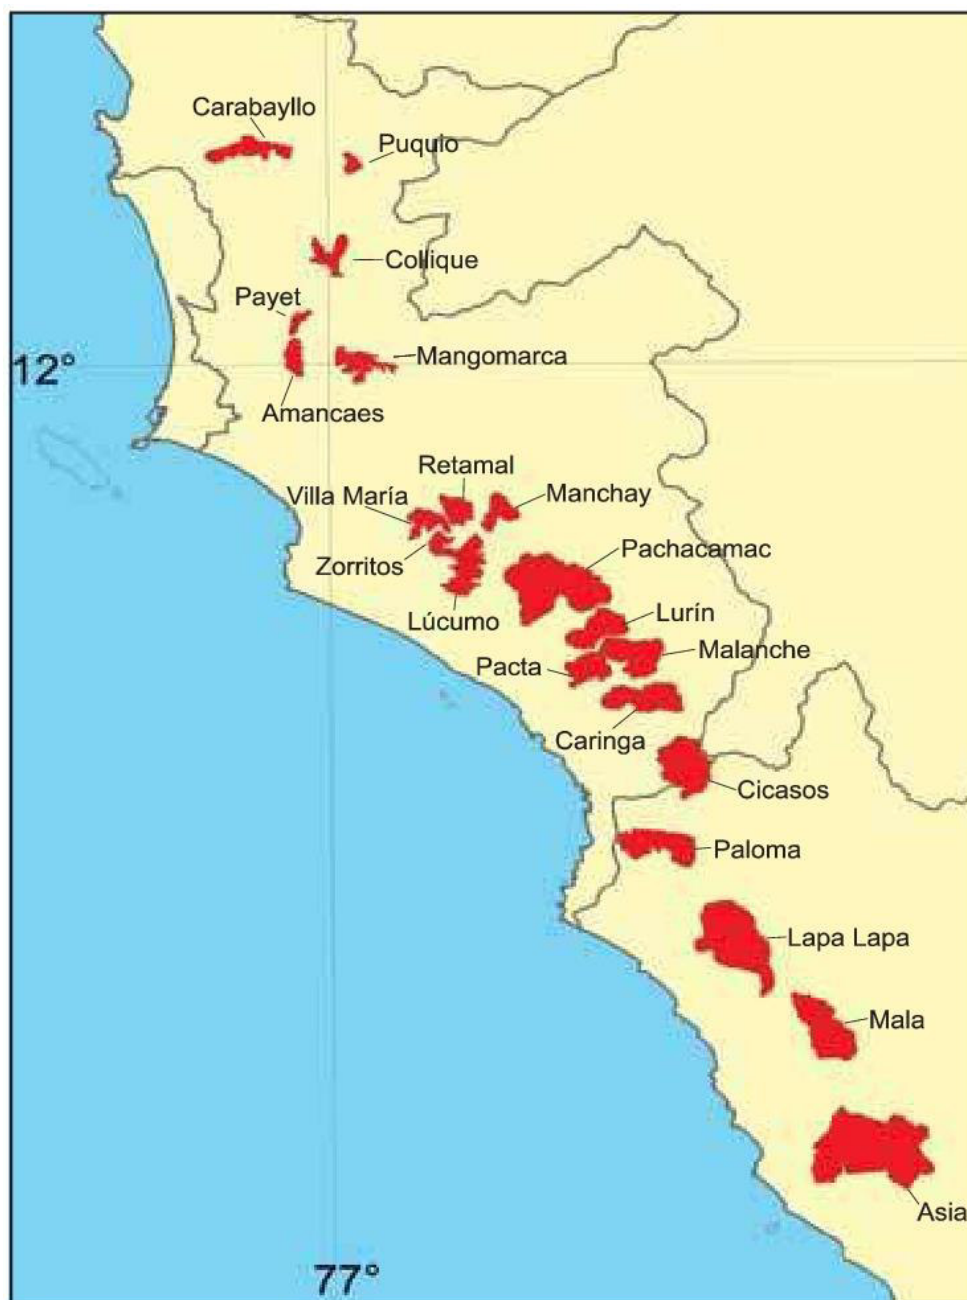 Carabayllo
Puquio
Collique
Payet
12°
Mangomarca
Amancaes
Retamal
Villa María
Manchay
Zorritos
Pachacamac
Lúcumo
Lurín
Malanche
Pacta
Caringa
Cicasos
Paloma
Lapa Lapa
Mala
Asia
77°